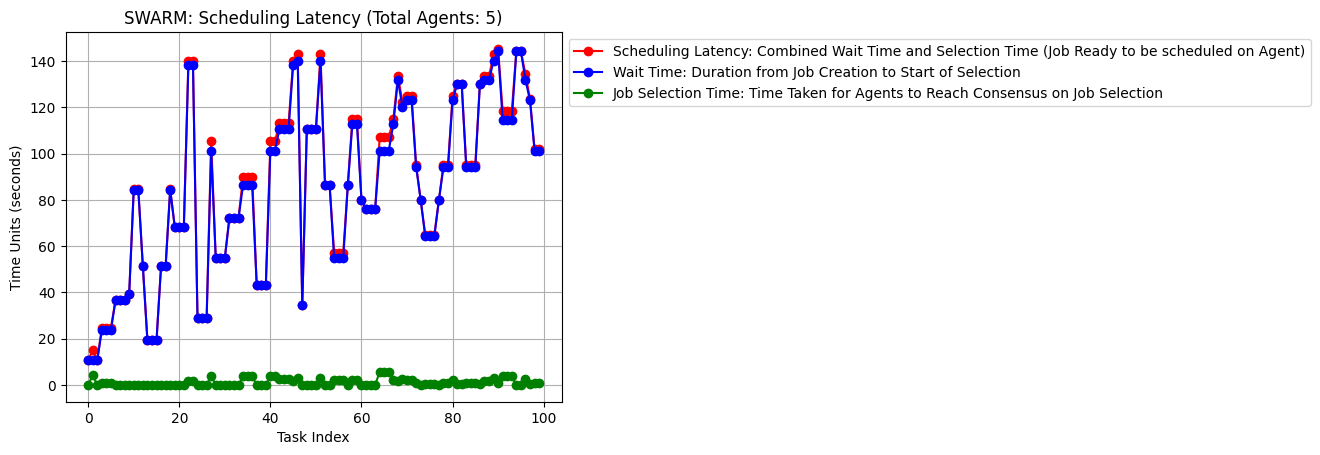 SWARM: Scheduling Latency (Total Agents: 5)
Scheduling Latency: Combined Wait Time and Selection Time (Job Ready to be scheduled on Agent)
Wait Time: Duration from Job Creation to Start of Selection
Job Selection Time: Time Taken for Agents to Reach Consensus on Job Selection
Time Units (seconds)
140
120
100
80
60
40
20
0
0 20 40 60 80 100
Task Index